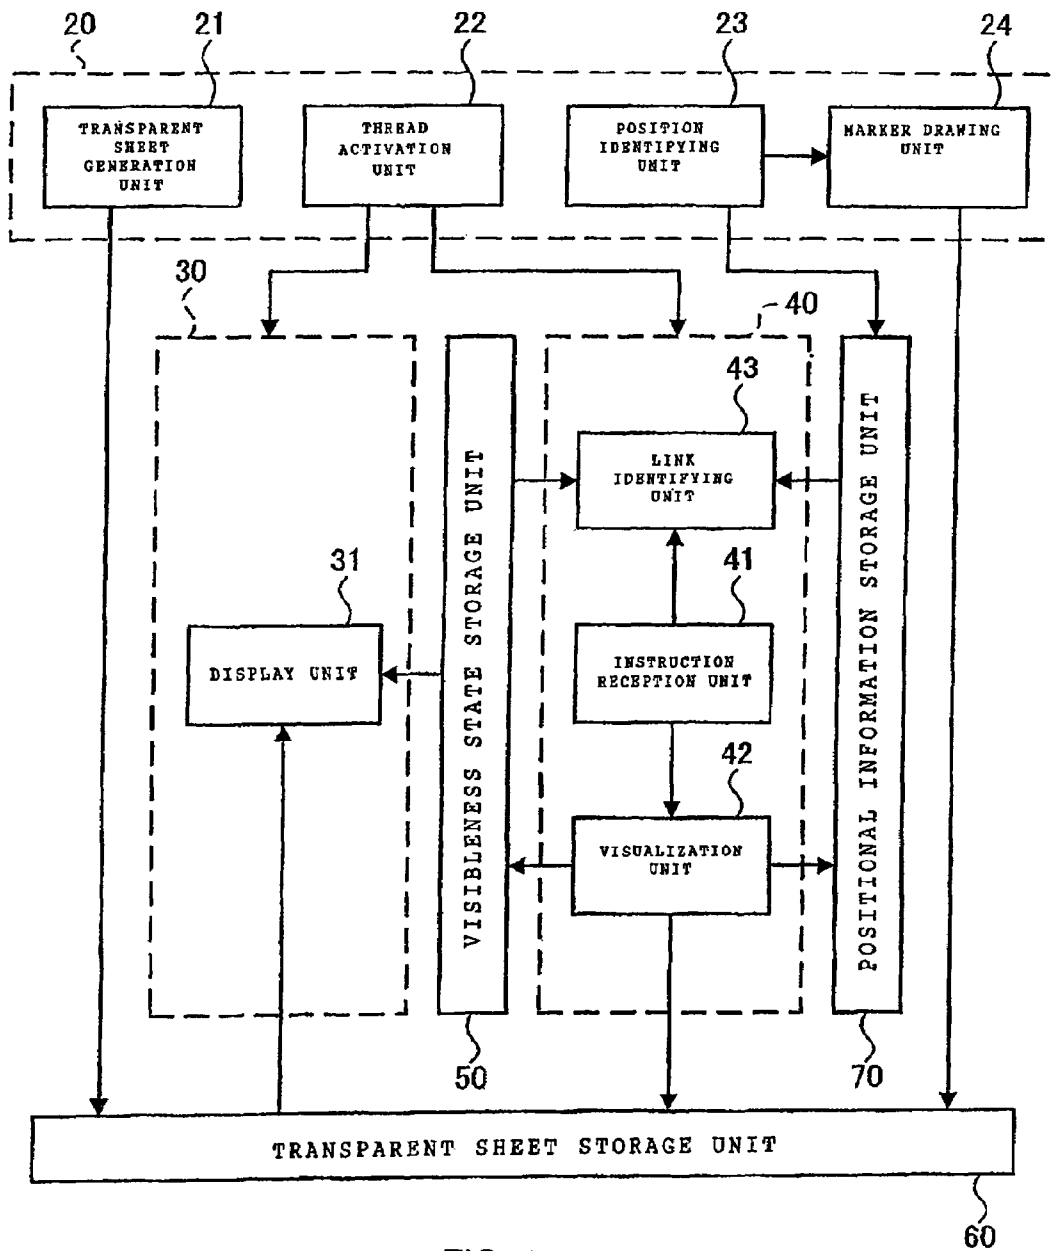 20
21
22
23
24
TRANSPARENT
SHEET
GENERATION
UNIT
THREAD
ACTIVATION
UNIT
POSITION
IDENTIFYING
UNIT
MARKER DRAWING
UNIT
30
40
43
LINK
IDENTIFYING
UNIT
31
41
DISPLAY UNIT
INSTRUCTION
RECEPTION UNIT
42
VISUALIZATION
UNIT
VISIBLENESS STATE STORAGE UNIT
POSITIONAL INFORMATION STORAGE UNIT
50
70
TRANSPARENT SHEET STORAGE UNIT
60